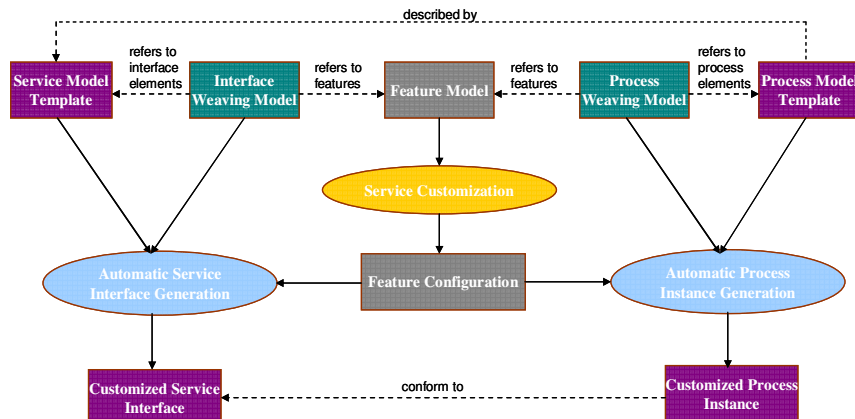 described by
refers to
interface
elements
refers to
features
refers to
features
refers to
process
elements
Service Model
Template
Interface
Weaving Model
Feature Model
Process
Weaving Model
Process Model
Template
Service Customization
Automatic Service
Interface Generation
Feature Configuration
Automatic Process
Instance Generation
Customized Service
Interface
conform to
Customized Process
Instance